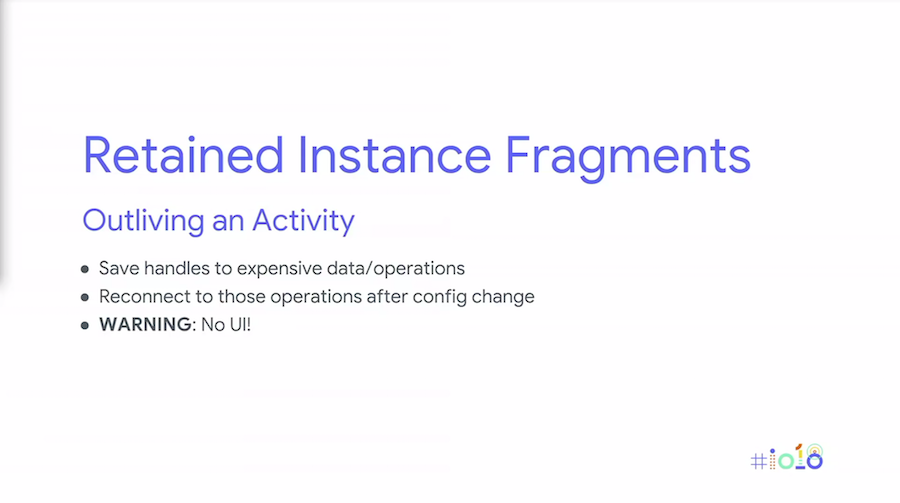 Retained Instance Fragments
Outliving an Activity
● Save handles to expensive data/operations
● Reconnect to those operations after config change
● WARNING: No UI!
#io18